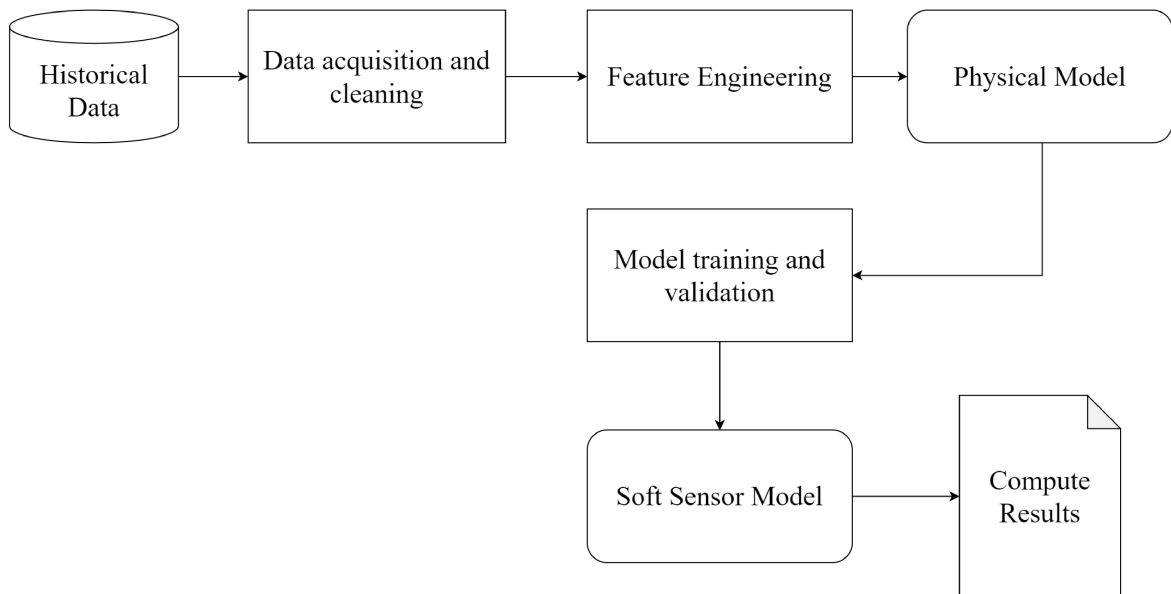 Historical
Data
Data acquisition and
cleaning
Feature Engineering
Physical Model
Model training and
validation
Soft Sensor Model
Compute
Results